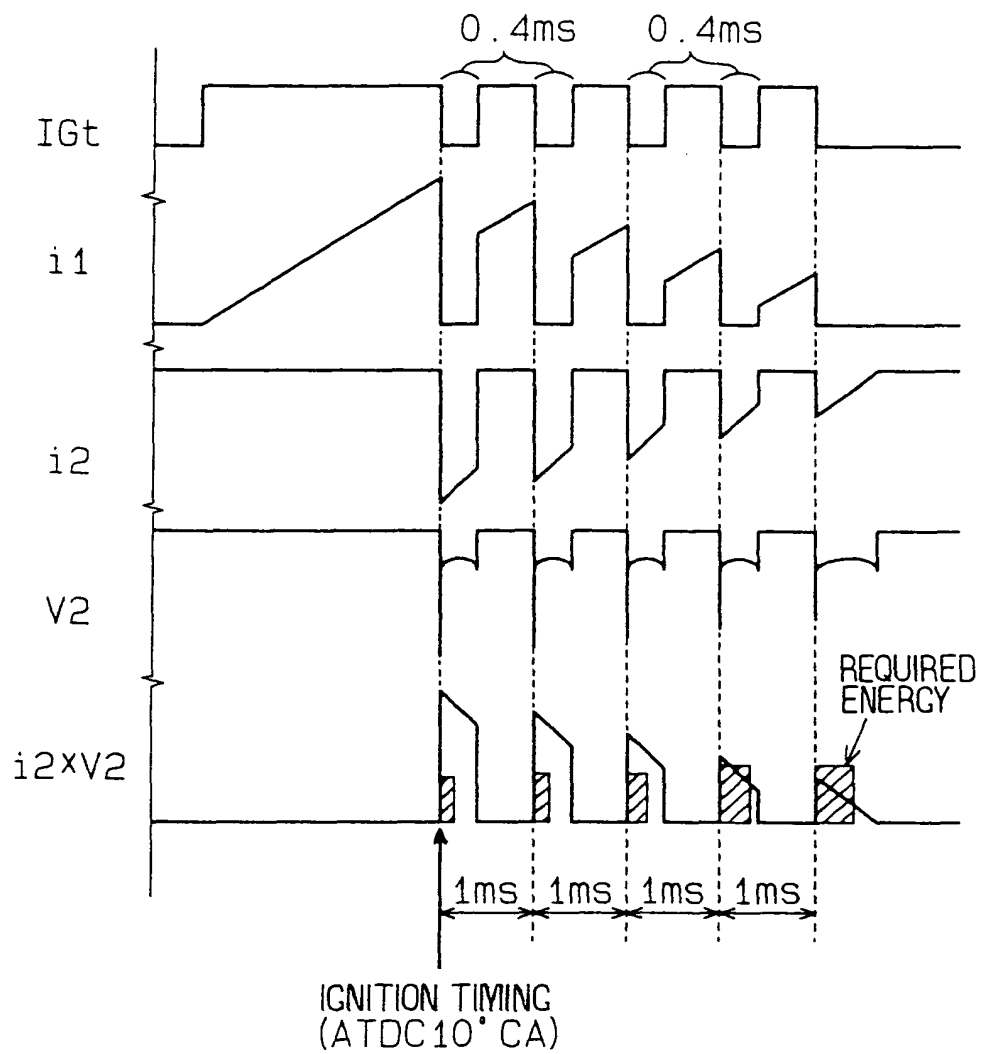 0.4ms 0.4ms
IGt
i1
i2
V2
REQUIRED
ENERGY
i2×V2
1ms 1ms 1ms 1ms
IGNITION TIMING
(ATDC10°CA)